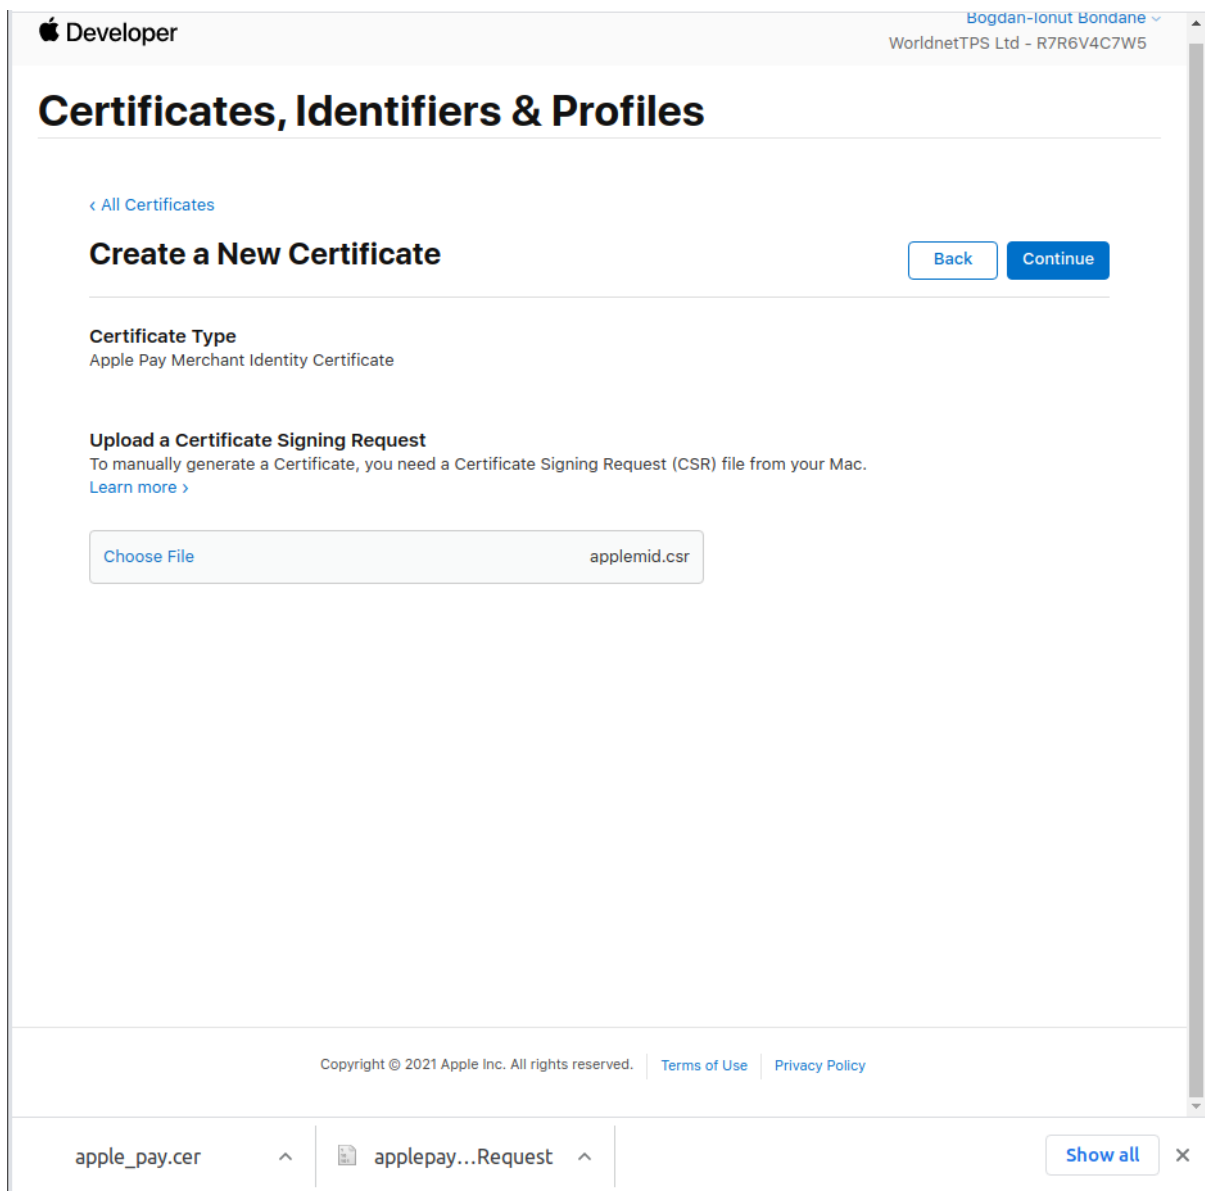 Bogdan-Ionut Bondane
Developer
WorldnetTPS Ltd - R7R6V4C7W5
Certificates, Identifiers & Profiles
‹ All Certificates
Create a New Certificate
Back
Continue
Certificate Type
Apple Pay Merchant Identity Certificate
Upload a Certificate Signing Request
To manually generate a Certificate, you need a Certificate Signing Request (CSR) file from your Mac.
Learn more ›
Choose File
applemid.csr
Copyright © 2021 Apple Inc. All rights reserved.
Terms of Use
Privacy Policy
apple_pay.cer
applepay...Request
Show all